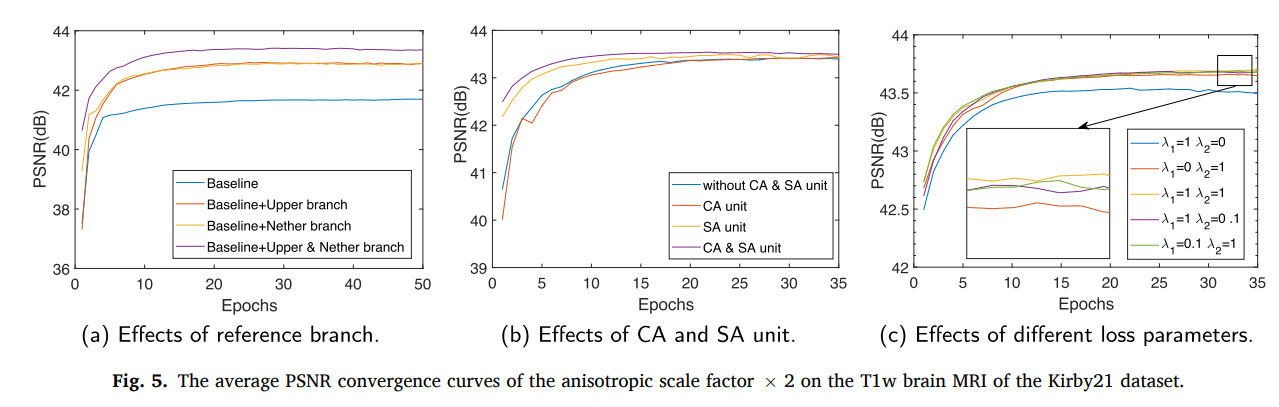 44
42
40
38
36
PSNR(dB)
0 10 20 30 40 50
Epochs
Baseline
Baseline+Upper branch
Baseline+Nether branch
Baseline+Upper & Nether branch
(a) Effects of reference branch.
44
43
42
41
40
39
PSNR(dB)
0 5 10 15 20 25 30 35
Epochs
without CA & SA unit
CA unit
SA unit
CA & SA unit
(b) Effects of CA and SA unit.
44
43.5
43
42.5
42
PSNR(dB)
0 5 10 15 20 25 30 35
Epochs
λ₁=1 λ₂=0
λ₁=0 λ₂=1
λ₁=1 λ₂=1
λ₁=1 λ₂=0 .1
λ₁=0.1 λ₂=1
(c) Effects of different loss parameters.
Fig. 5. The average PSNR convergence curves of the anisotropic scale factor × 2 on the T1w brain MRI of the Kirby21 dataset.